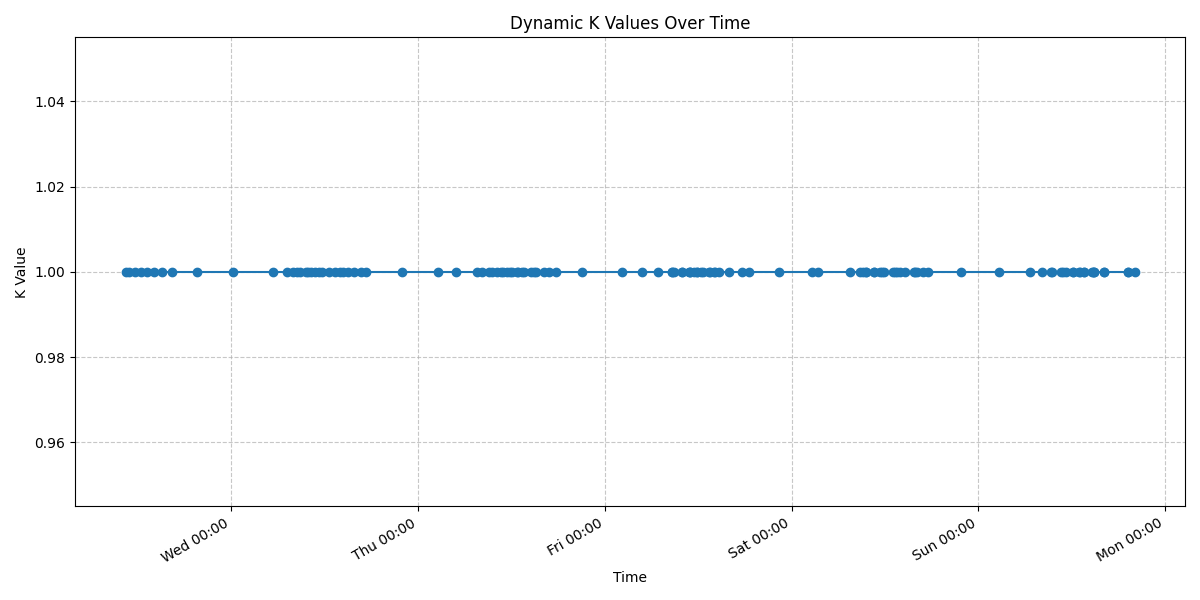 Dynamic K Values Over Time
K Value
1.04
1.02
1.00
0.98
0.96
Wed 00:00
Thu 00:00
Fri 00:00
Sat 00:00
Sun 00:00
Mon 00:00
Time